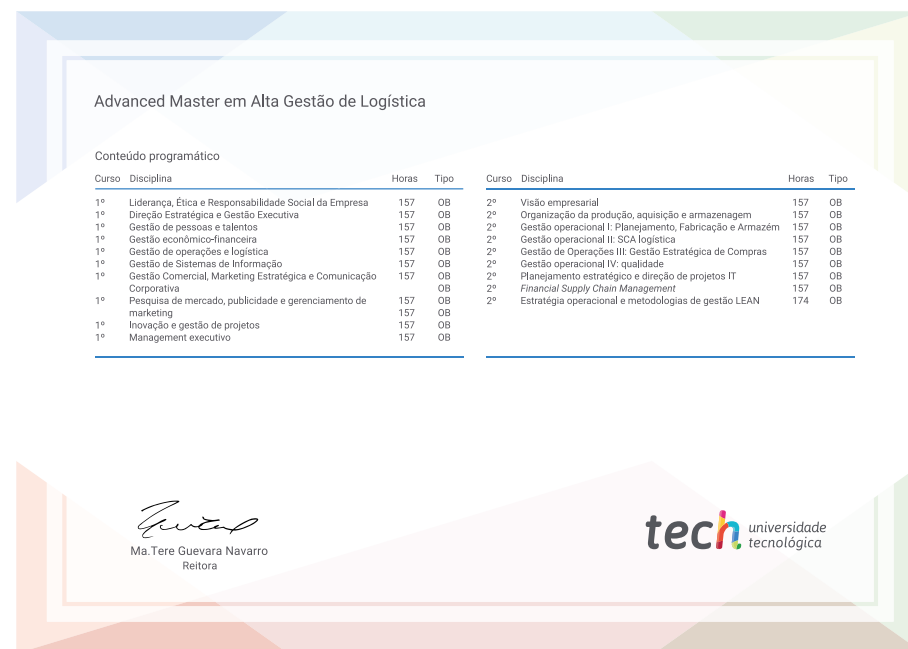 Advanced Master em Alta Gestão de Logística
Conteúdo programático
Curso Disciplina Horas Tipo
1º Liderança, Ética e Responsabilidade Social da Empresa 157 OB
1º Direção Estratégica e Gestão Executiva 157 OB
1º Gestão de pessoas e talentos 157 OB
1º Gestão econômico-financeira 157 OB
1º Gestão de operações e logística 157 OB
1º Gestão de Sistemas de Informação 157 OB
1º Gestão Comercial, Marketing Estratégica e Comunicação 157 OB
Corporativa OB
1º Pesquisa de mercado, publicidade e gerenciamento de 157 OB
marketing 157 OB
1º Inovação e gestão de projetos 157 OB
1º Management executivo 157 OB
Curso Disciplina Horas Tipo
2º Visão empresarial 157 OB
2º Organização da produção, aquisição e armazenagem 157 OB
2º Gestão operacional I: Planejamento, Fabricação e Armazém 157 OB
2º Gestão operacional II: SCA logística 157 OB
2º Gestão de Operações III: Gestão Estratégica de Compras 157 OB
2º Gestão operacional IV: qualidade 157 OB
2º Planejamento estratégico e direção de projetos IT 157 OB
2º Financial Supply Chain Management 157 OB
2º Estratégia operacional e metodologias de gestão LEAN 174 OB
Ma.Tere Guevara Navarro
Reitora
tech universidade
tecnológica